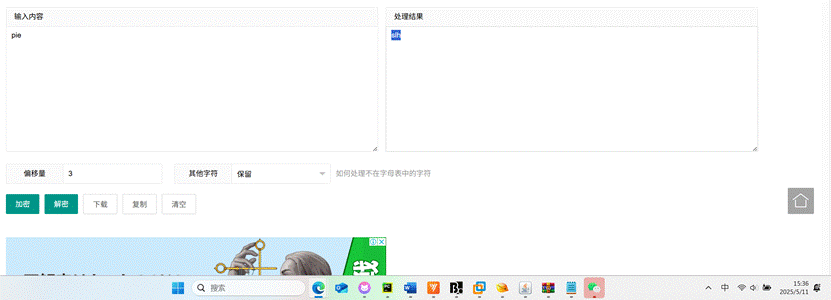 输入内容
处理结果
pie
slh
偏移量
3
其他字符
保留
如何处理不在字母表中的字符
加密
解密
下载
复制
清空
搜索
中
15:36
2025/5/11